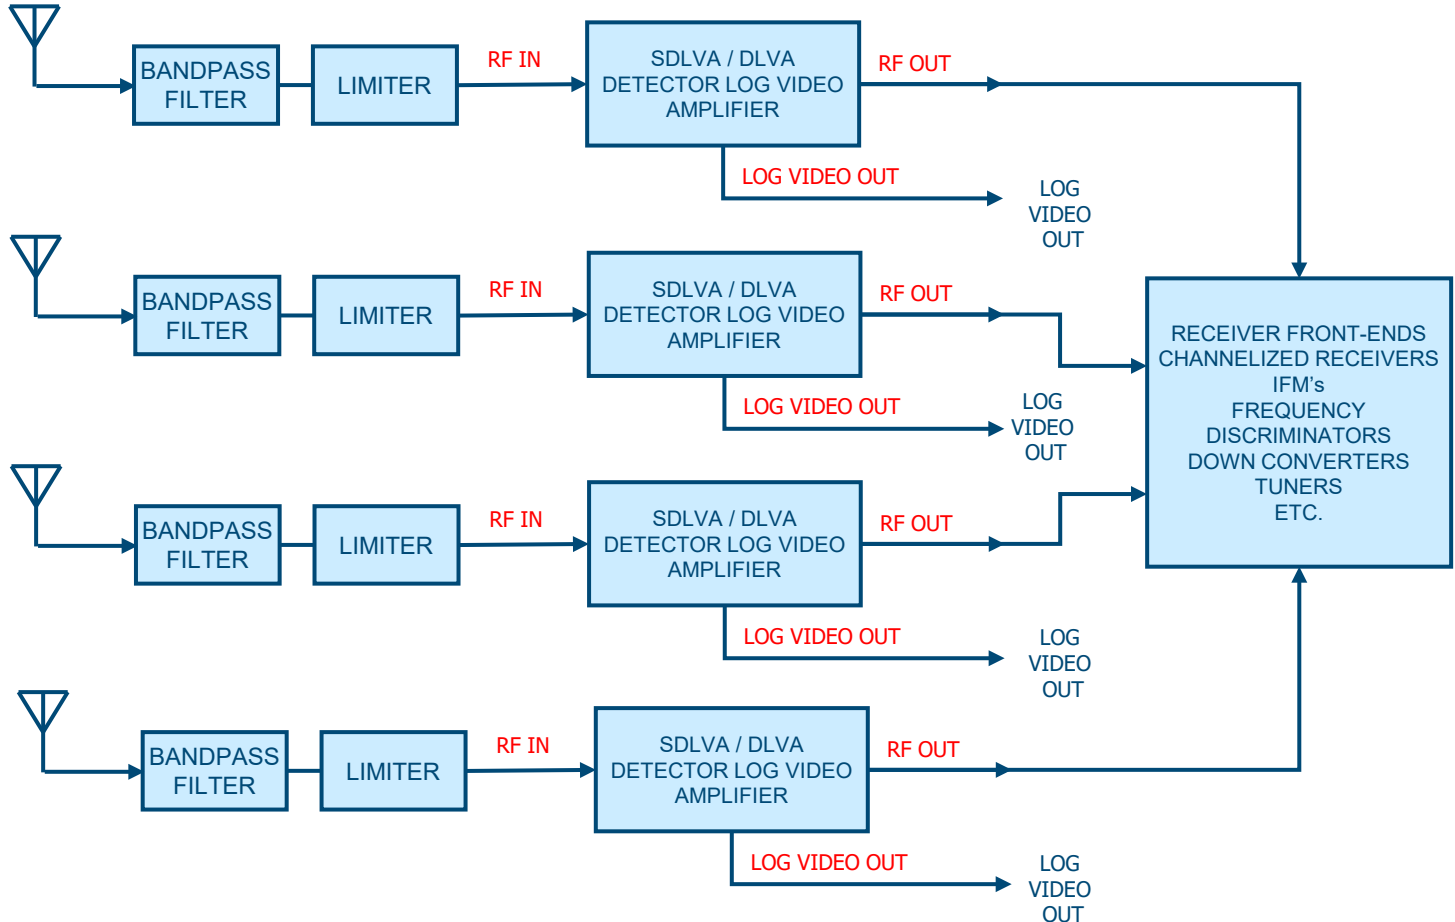 BANDPASS
FILTER
LIMITER
RF IN
SDLVA / DLVA
DETECTOR LOG VIDEO
AMPLIFIER
RF OUT
LOG VIDEO OUT
LOG
VIDEO
OUT
BANDPASS
FILTER
LIMITER
RF IN
SDLVA / DLVA
DETECTOR LOG VIDEO
AMPLIFIER
RF OUT
LOG VIDEO OUT
LOG
VIDEO
OUT
RECEIVER FRONT-ENDS
CHANNELIZED RECEIVERS
IFM's
FREQUENCY
DISCRIMINATORS
DOWN CONVERTERS
TUNERS
ETC.
BANDPASS
FILTER
LIMITER
RF IN
SDLVA / DLVA
DETECTOR LOG VIDEO
AMPLIFIER
RF OUT
LOG VIDEO OUT
LOG
VIDEO
OUT
BANDPASS
FILTER
LIMITER
RF IN
SDLVA / DLVA
DETECTOR LOG VIDEO
AMPLIFIER
RF OUT
LOG VIDEO OUT
LOG
VIDEO
OUT